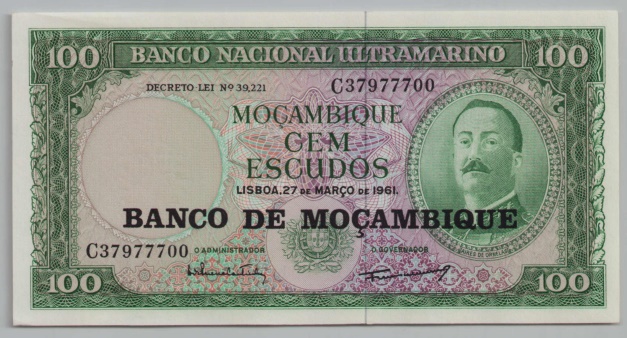 100 BANCO NACIONAL ULTRAMARINO 100
DECRETO-LEI Nº 39,221 C37977700
MOÇAMBIQUE
CEM
ESCUDOS
LISBOA, 27 DE MARÇO DE 1961.
BANCO DE MOÇAMBIQUE
C37977700 O ADMINISTRADOR O GOVERNADOR
100 100